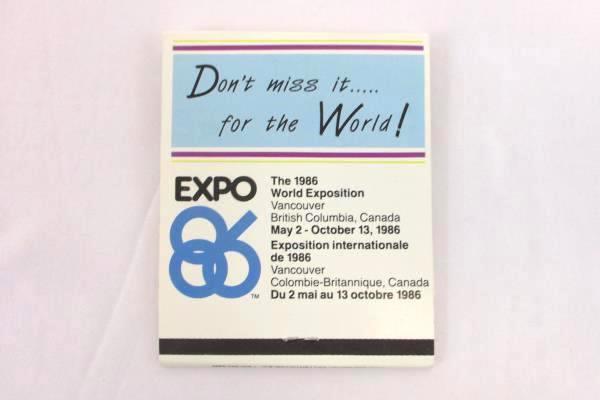 Don't miss it.....
for the World!
EXPO
86
TM
The 1986
World Exposition
Vancouver
British Columbia, Canada
May 2 - October 13, 1986
Exposition internationale
de 1986
Vancouver
Colombie-Britannique, Canada
Du 2 mai au 13 octobre 1986